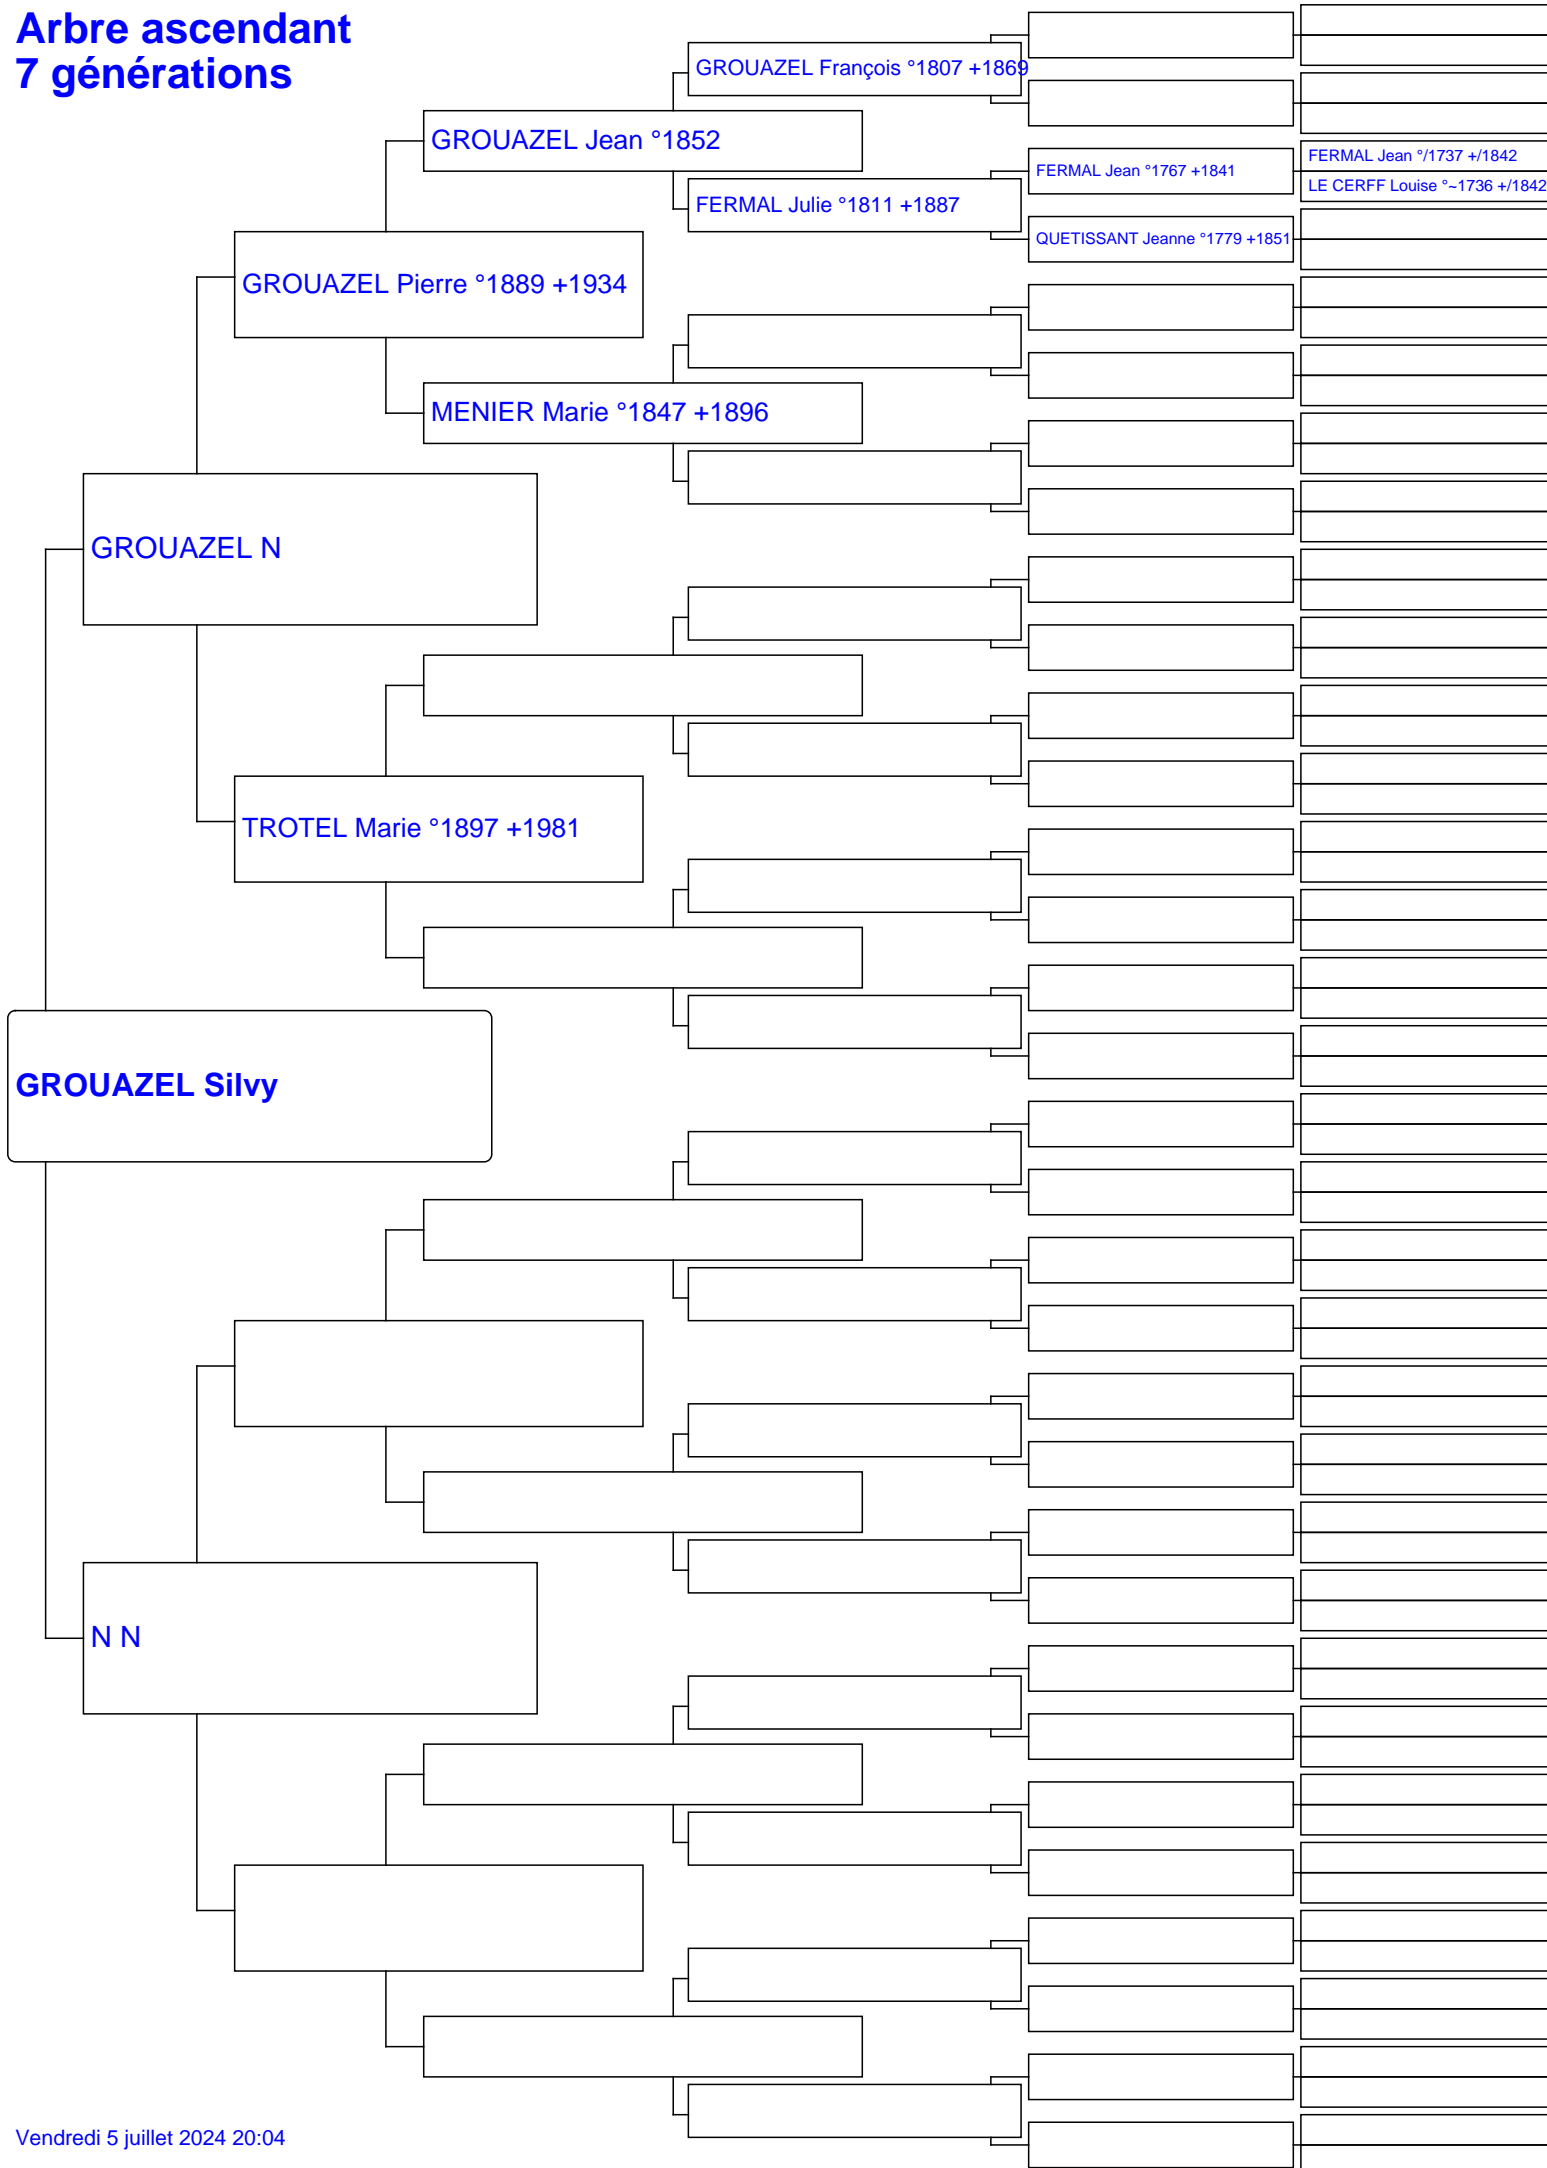 Arbre ascendant
7 générations
GROUAZEL François °1807 +1869
GROUAZEL Jean °1852
FERMAL Jean °/1737 +/1842
FERMAL Jean °1767 +1841
LE CERFF Louise °~1736 +/1842
FERMAL Julie °1811 +1887
QUETISSANT Jeanne °1779 +1851
GROUAZEL Pierre °1889 +1934
MENIER Marie °1847 +1896
GROUAZEL N
TROTEL Marie °1897 +1981
GROUAZEL Silvy
N N
Vendredi 5 juillet 2024 20:04